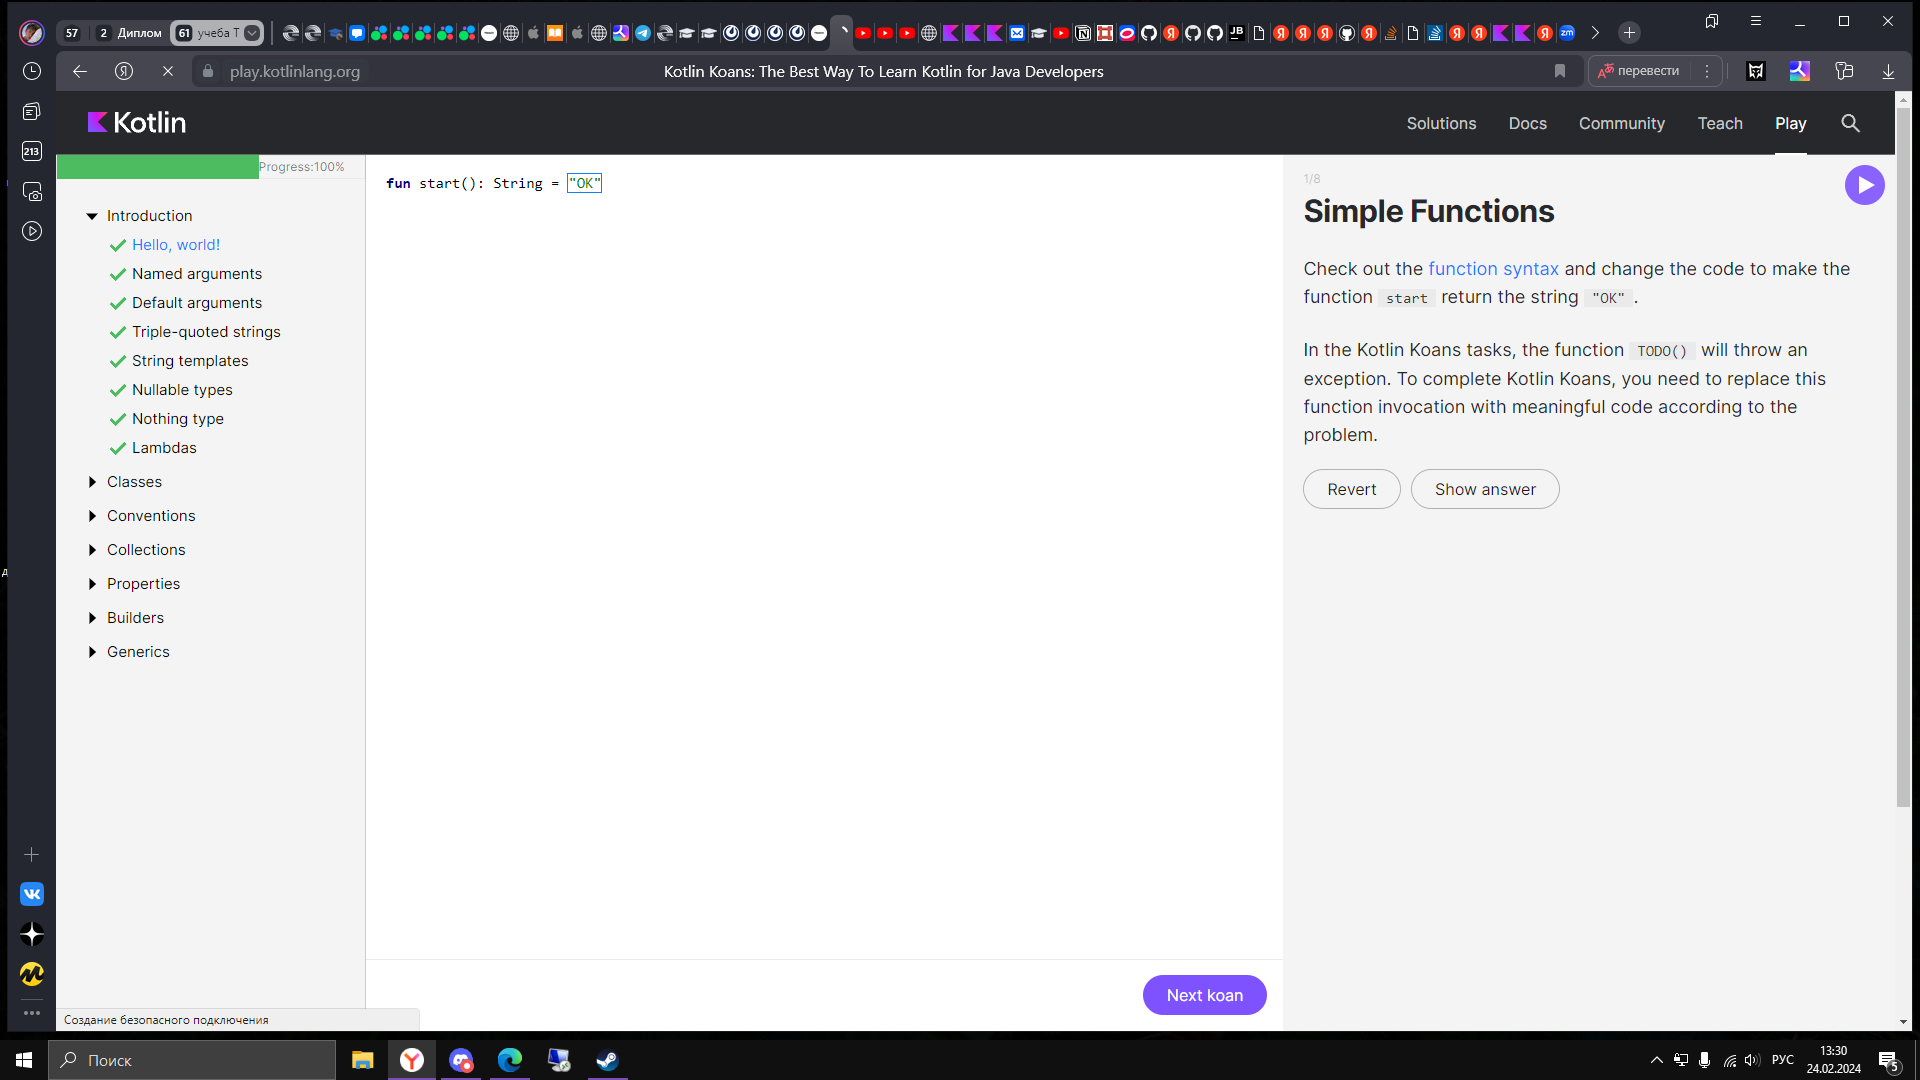 57
2 Диплом
61 учеба T
JB
zm
play.kotlinlang.org
Kotlin Koans: The Best Way To Learn Kotlin for Java Developers
перевести
213
Kotlin
Solutions
Docs
Community
Teach
Play
Progress:100%
Introduction
Hello, world!
Named arguments
Default arguments
Triple-quoted strings
String templates
Nullable types
Nothing type
Lambdas
Classes
Conventions
Collections
Properties
Builders
Generics
fun start(): String = "OK"
1/8
Simple Functions
Check out the function syntax and change the code to make the
function start return the string "OK" .
In the Kotlin Koans tasks, the function TODO() will throw an
exception. To complete Kotlin Koans, you need to replace this
function invocation with meaningful code according to the
problem.
Revert
Show answer
Next koan
Создание безопасного подключения
Поиск
РУС
13:30
24.02.2024
5